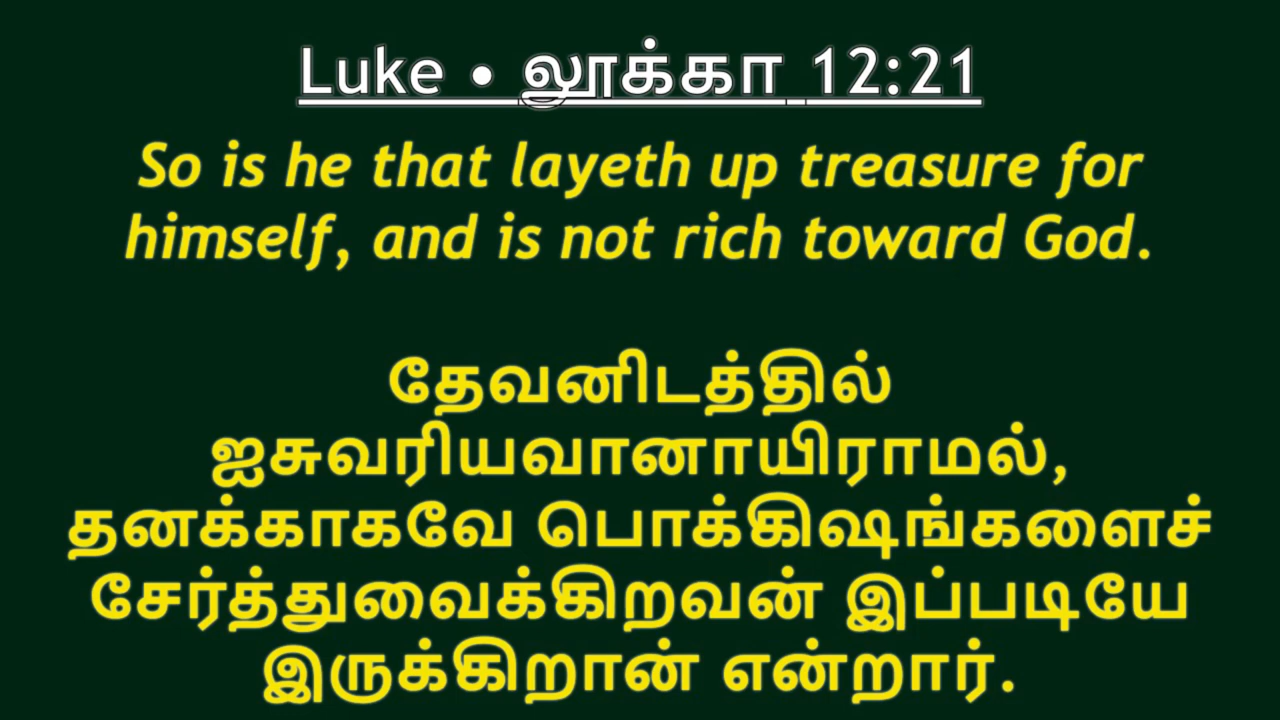 Luke • லூக்கா 12:21
So is he that layeth up treasure for
himself, and is not rich toward God.
தேவனிடத்தில்
ஐசுவரியவானாயிராமல்,
தனக்காகவே பொக்கிஷங்களைச்
சேர்த்துவைக்கிறவன் இப்படியே
இருக்கிறான் என்றார்.